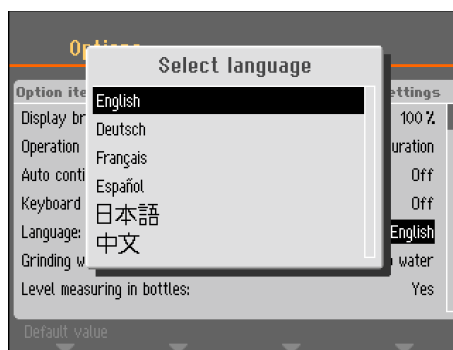 Select language
English
Deutsch
Français
Español
日本語
中文
Option ite
ettings
Display br
100 %
Operation
uration
Auto conti
Off
Keyboard
Off
Language:
English
Grinding w
water
Level measuring in bottles:
Yes
Default value